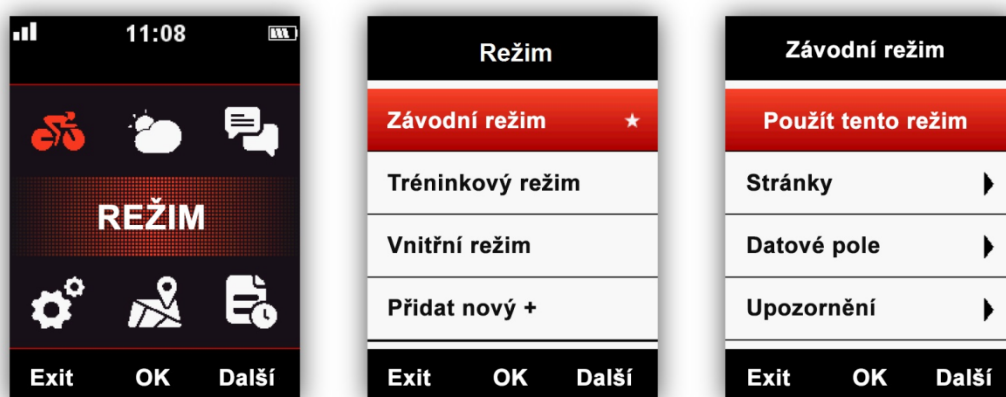 11:08
REŽIM
Exit OK Další
Režim
Závodní režim
Tréninkový režim
Vnitřní režim
Přidat nový +
Exit OK Další
Závodní režim
Použít tento režim
Stránky
Datové pole
Upozornění
Exit OK Další